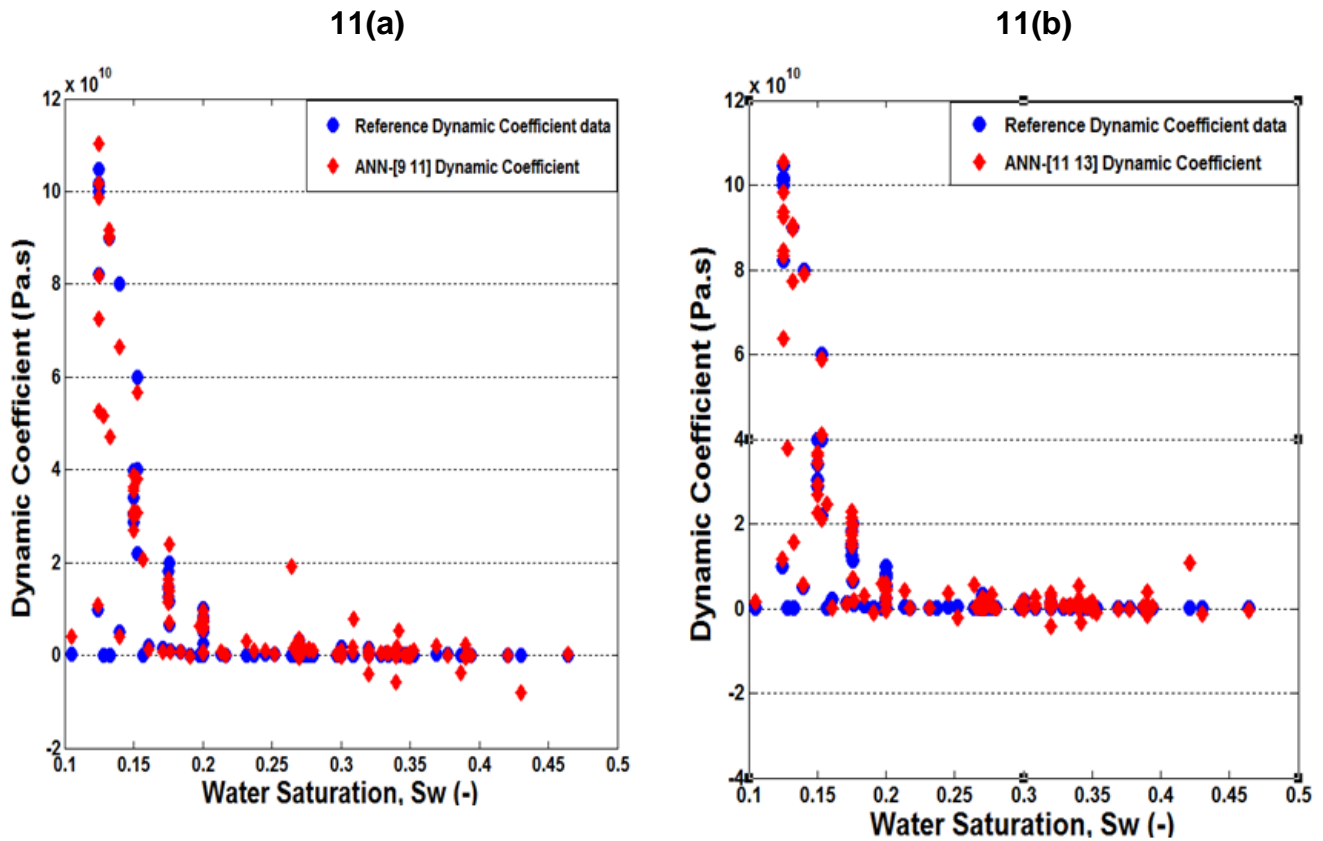 11(a)
11(b)
x 10^10
12
10
8
6
4
2
0
-2
0.1 0.15 0.2 0.25 0.3 0.35 0.4 0.45 0.5
Dynamic Coefficient (Pa.s)
Water Saturation, Sw (-)
Reference Dynamic Coefficient data
ANN-[9 11] Dynamic Coefficient
x 10^10
12
10
8
6
4
2
0
-2
-4
0.1 0.15 0.2 0.25 0.3 0.35 0.4 0.45 0.5
Dynamic Coefficient (Pa.s)
Water Saturation, Sw (-)
Reference Dynamic Coefficient data
ANN-[11 13] Dynamic Coefficient